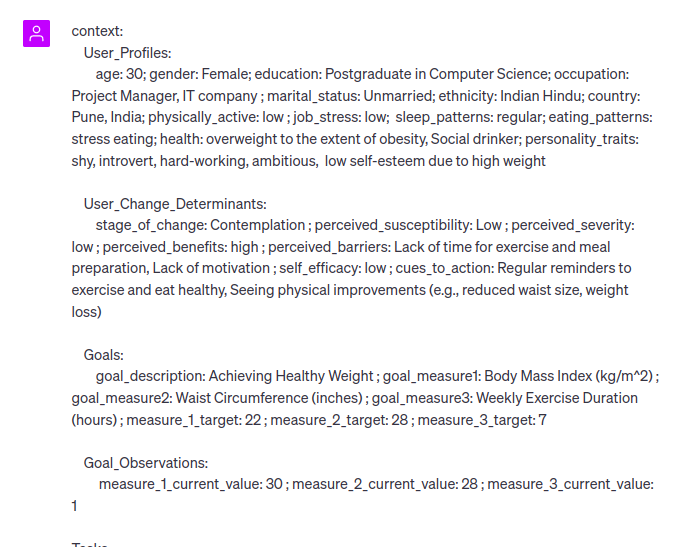 context:
User_Profiles:
age: 30; gender: Female; education: Postgraduate in Computer Science; occupation:
Project Manager, IT company ; marital_status: Unmarried; ethnicity: Indian Hindu; country:
Pune, India; physically_active: low ; job_stress: low;  sleep_patterns: regular; eating_patterns:
stress eating; health: overweight to the extent of obesity, Social drinker; personality_traits:
shy, introvert, hard-working, ambitious,  low self-esteem due to high weight
User_Change_Determinants:
stage_of_change: Contemplation ; perceived_susceptibility: Low ; perceived_severity:
low ; perceived_benefits: high ; perceived_barriers: Lack of time for exercise and meal
preparation, Lack of motivation ; self_efficacy: low ; cues_to_action: Regular reminders to
exercise and eat healthy, Seeing physical improvements (e.g., reduced waist size, weight
loss)
Goals:
goal_description: Achieving Healthy Weight ; goal_measure1: Body Mass Index (kg/m^2) ;
goal_measure2: Waist Circumference (inches) ; goal_measure3: Weekly Exercise Duration
(hours) ; measure_1_target: 22 ; measure_2_target: 28 ; measure_3_target: 7
Goal_Observations:
measure_1_current_value: 30 ; measure_2_current_value: 28 ; measure_3_current_value:
1